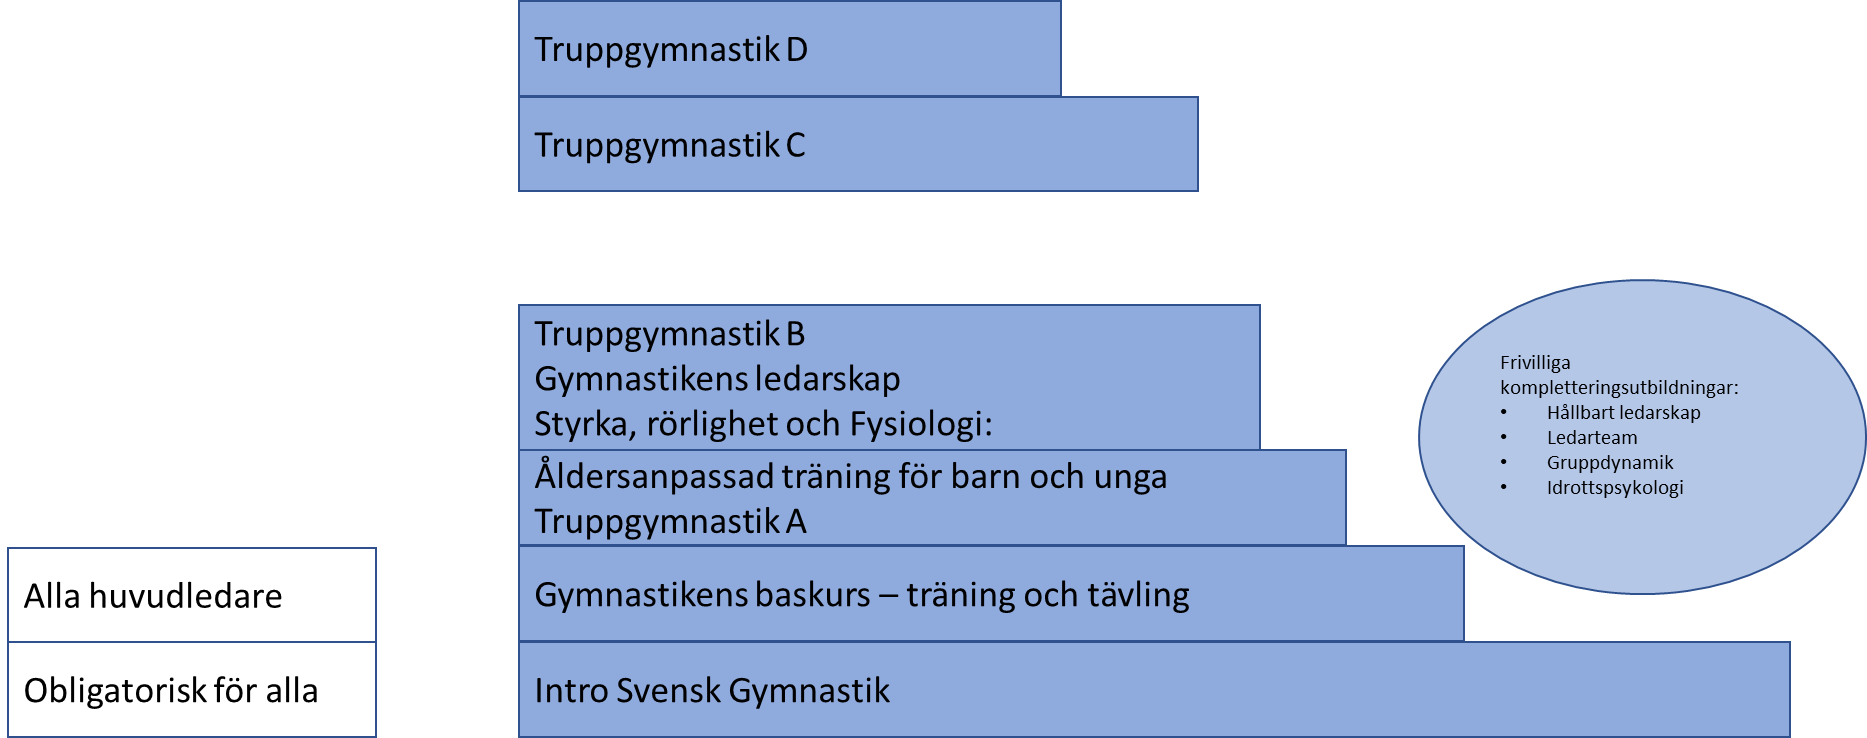 Truppgymnastik D
Truppgymnastik C
Truppgymnastik B
Gymnastikens ledarskap
Styrka, rörlighet och Fysiologi:
Åldersanpassad träning för barn och unga
Truppgymnastik A
Frivilliga
kompletteringsutbildningar:
• Hållbart ledarskap
• Ledarteam
• Gruppdynamik
• Idrottspsykologi
Alla huvudledare
Gymnastikens baskurs – träning och tävling
Obligatorisk för alla
Intro Svensk Gymnastik